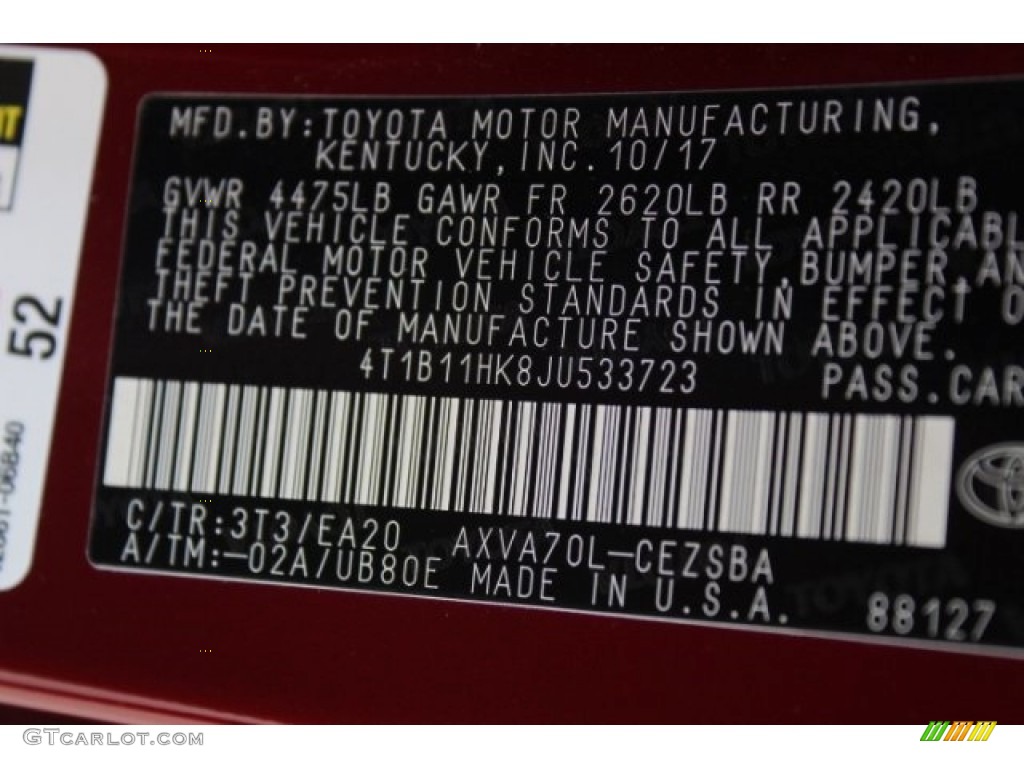 MFD.BY:TOYOTA MOTOR MANUFACTURING,
KENTUCKY,INC. 10/17
GVWR 4475LB GAWR FR 2620LB RR 2420LB
THIS VEHICLE CONFORMS TO ALL APPLICABL
FEDERAL MOTOR VEHICLE SAFETY,BUMPER,AN
THEFT PREVENTION STANDARDS IN EFFECT O
THE DATE OF MANUFACTURE SHOWN ABOVE.
4T1B11HK8JU533723 PASS.CAR
C/TR:3T3/EA20 AXVA70L-CEZSBA
A/TM:-02A/UB80E MADE IN U.S.A. 88127
52
GTCARLOT.COM